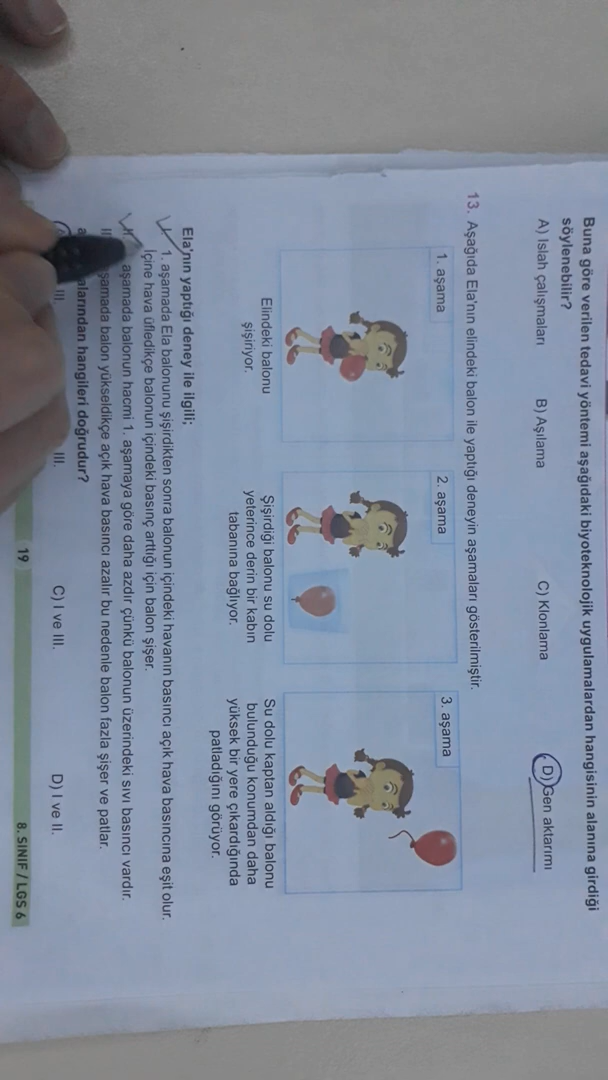 Buna göre verilen tedavi yöntemi aşağıdaki biyoteknolojik uygulamalardan hangisinin alanına girdiği
söylenebilir?
A) Islah çalışmaları B) Aşılama C) Klonlama D) Gen aktarımı
13. Aşağıda Ela'nın elindeki balon ile yaptığı deneyin aşamaları gösterilmiştir.
1. aşama
2. aşama
3. aşama
Elindeki balonu
şişiriyor.
Şişirdiği balonu su dolu
yeterince derin bir kabın
tabanına bağlıyor.
Su dolu kaptan aldığı balonu
bulunduğu konumdan daha
yüksek bir yere çıkardığında
patladığını görüyor.
Ela'nın yaptığı deney ile ilgili;
1. aşamada Ela balonunu şişirdikten sonra balonun içindeki havanın basıncı açık hava basıncına eşit olur.
İçine hava üfledikçe balonun içindeki basınç arttığı için balon şişer.
aşamada balonun hacmi 1. aşamaya göre daha azdır çünkü balonun üzerindeki sıvı basıncı vardır.
balon yükseldikçe açık hava basıncı azalır bu nedenle balon fazla şişer ve patlar.
hangileri doğrudur?
III. III. C) I ve III. D) I ve II.
19
8. SINIF / LGS 6